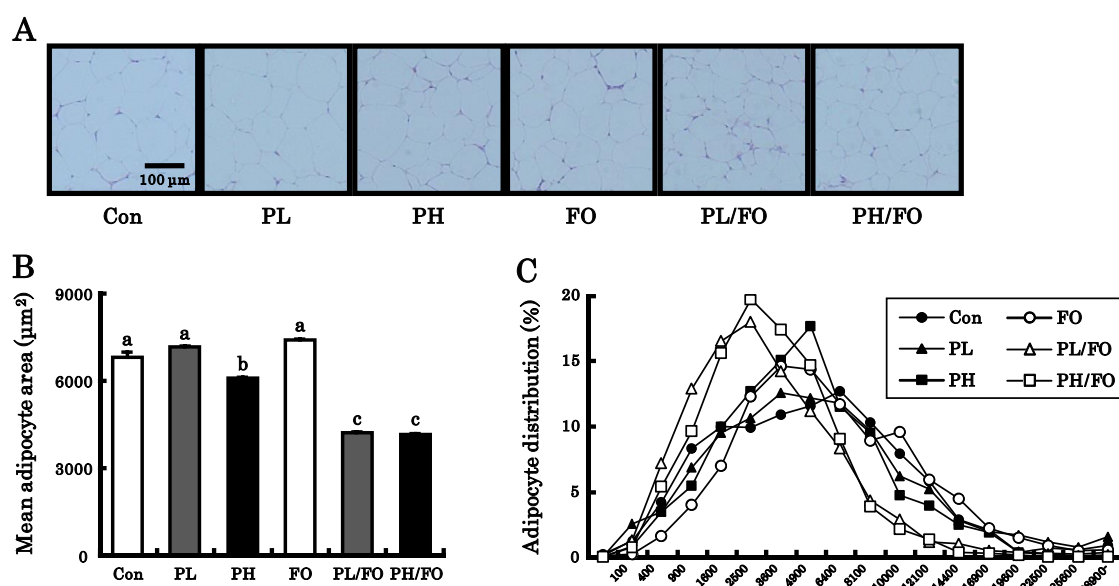 A
100 µm
Con PL PH FO PL/FO PH/FO
B
Mean adipocyte area (µm²)
9000
6000
3000
0
a a b a c c
Con PL PH FO PL/FO PH/FO
C
Adipocyte distribution (%)
20
15
10
5
0
Con FO
PL PL/FO
PH PH/FO
100 400 900 1600 2500 3600 4900 6400 8100 10000 12100 14400 16900